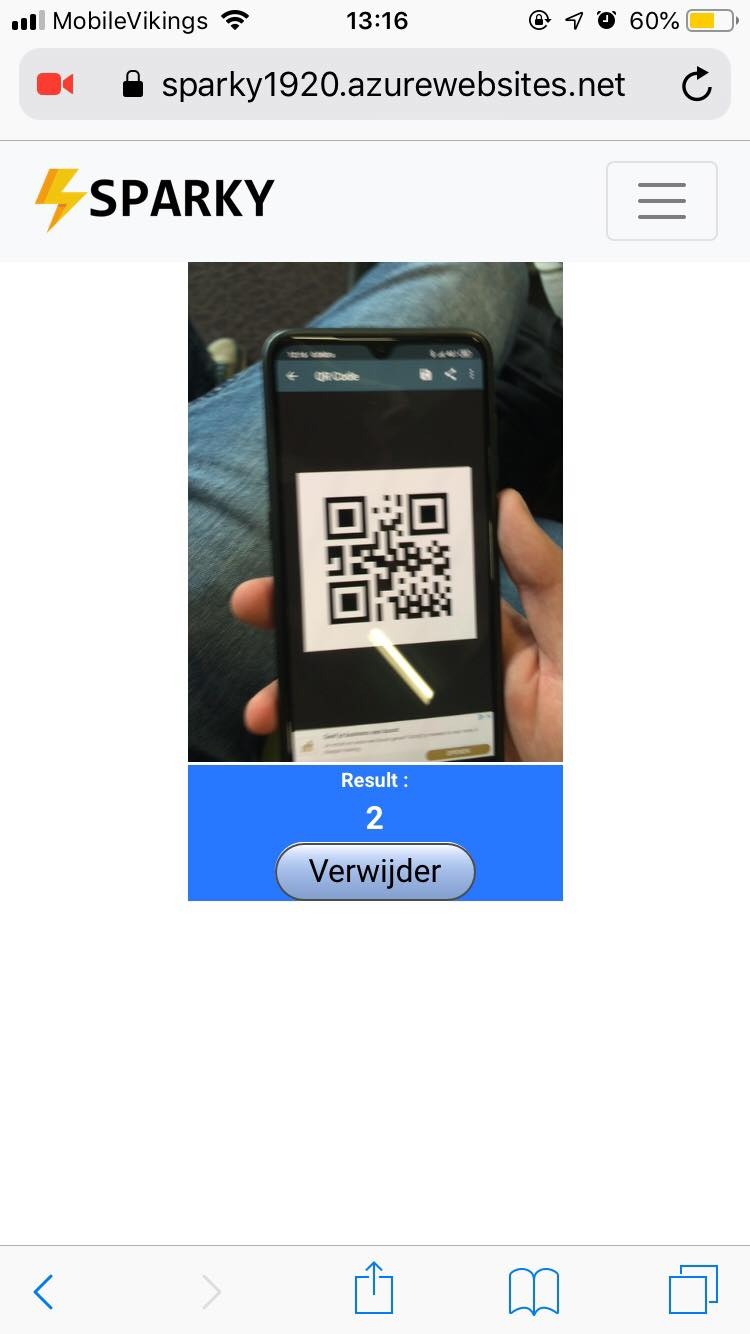 MobileVikings 13:16 60%
sparky1920.azurewebsites.net
SPARKY
QR Code
Result :
2
Verwijder